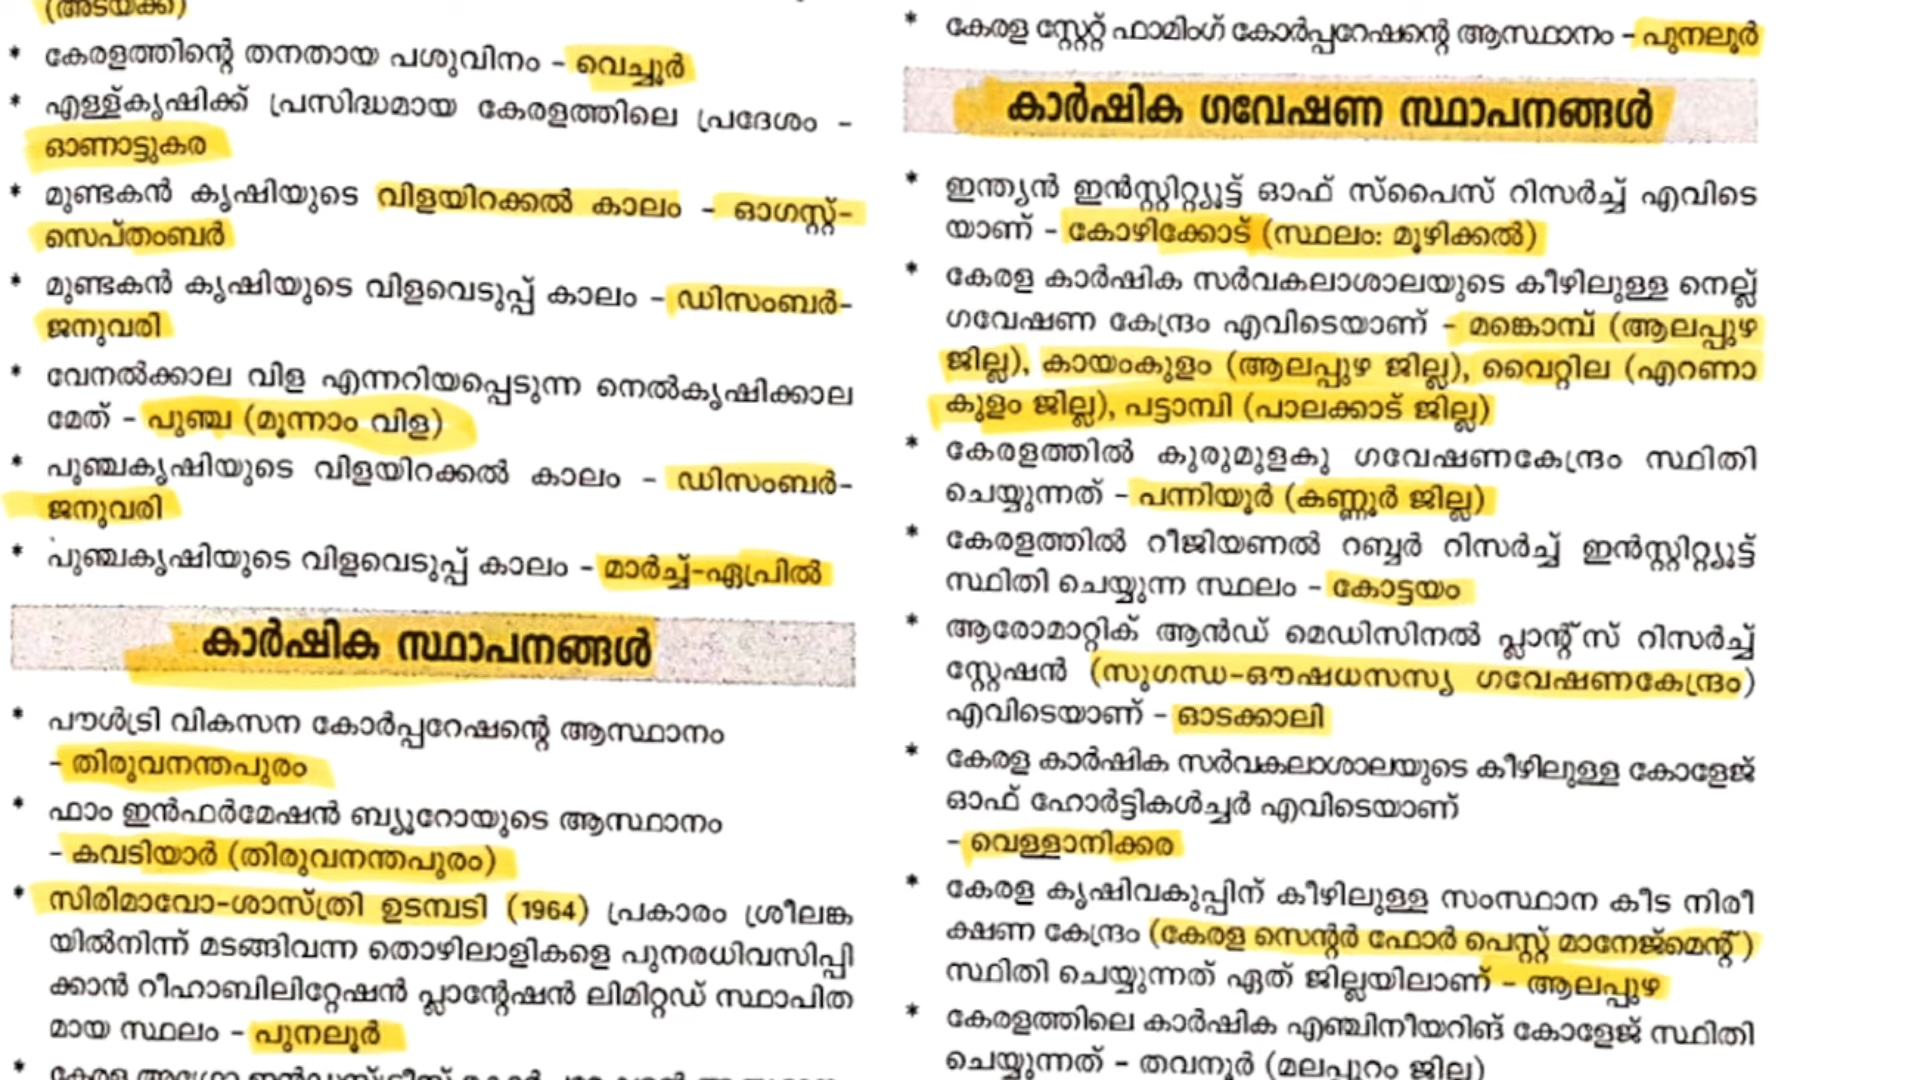 (അടയ്ക്ക)
* കേരളത്തിന്റെ തനതായ പശുവിനം – വെച്ചൂർ
* എള്ള്കൃഷിക്ക് പ്രസിദ്ധമായ കേരളത്തിലെ പ്രദേശം –
ഓണാട്ടുകര
* മുണ്ടകൻ കൃഷിയുടെ വിളയിറക്കൽ കാലം – ഓഗസ്റ്റ്–
സെപ്തംബർ
* മുണ്ടകൻ കൃഷിയുടെ വിളവെടുപ്പ് കാലം – ഡിസംബർ–
ജനുവരി
* വേനൽക്കാല വിള എന്നറിയപ്പെടുന്ന നെൽകൃഷിക്കാല
മേത് – പുഞ്ച (മൂന്നാം വിള)
* പുഞ്ചകൃഷിയുടെ വിളയിറക്കൽ കാലം – ഡിസംബർ–
ജനുവരി
* പുഞ്ചകൃഷിയുടെ വിളവെടുപ്പ് കാലം – മാർച്ച്–ഏപ്രിൽ
കാർഷിക സ്ഥാപനങ്ങൾ
* പൗൾട്രി വികസന കോർപ്പറേഷന്റെ ആസ്ഥാനം
– തിരുവനന്തപുരം
* ഫാം ഇൻഫർമേഷൻ ബ്യൂറോയുടെ ആസ്ഥാനം
– കവടിയാർ (തിരുവനന്തപുരം)
* സിരിമാവോ–ശാസ്ത്രി ഉടമ്പടി (1964) പ്രകാരം ശ്രീലങ്ക
യിൽനിന്ന് മടങ്ങിവന്ന തൊഴിലാളികളെ പുനരധിവസിപ്പി
ക്കാൻ റീഹാബിലിറ്റേഷൻ പ്ലാന്റേഷൻ ലിമിറ്റഡ് സ്ഥാപിത
മായ സ്ഥലം – പുനലൂർ
* കേരള സ്റ്റേറ്റ് ഫാമിംഗ് കോർപ്പറേഷന്റെ ആസ്ഥാനം – പുനലൂർ
കാർഷിക ഗവേഷണ സ്ഥാപനങ്ങൾ
* ഇന്ത്യൻ ഇൻസ്റ്റിറ്റ്യൂട്ട് ഓഫ് സ്പൈസ് റിസർച്ച് എവിടെ
യാണ് – കോഴിക്കോട് (സ്ഥലം: മൂഴിക്കൽ)
* കേരള കാർഷിക സർവകലാശാലയുടെ കീഴിലുള്ള നെല്ല്
ഗവേഷണ കേന്ദ്രം എവിടെയാണ് – മങ്കൊമ്പ് (ആലപ്പുഴ
ജില്ല), കായംകുളം (ആലപ്പുഴ ജില്ല), വൈറ്റില (എറണാ
കുളം ജില്ല), പട്ടാമ്പി (പാലക്കാട് ജില്ല)
* കേരളത്തിൽ കുരുമുളകു ഗവേഷണകേന്ദ്രം സ്ഥിതി
ചെയ്യുന്നത് – പന്നിയൂർ (കണ്ണൂർ ജില്ല)
* കേരളത്തിൽ റീജിയണൽ റബ്ബർ റിസർച്ച് ഇൻസ്റ്റിറ്റ്യൂട്ട്
സ്ഥിതി ചെയ്യുന്ന സ്ഥലം – കോട്ടയം
* ആരോമാറ്റിക് ആൻഡ് മെഡിസിനൽ പ്ലാന്റ്സ് റിസർച്ച്
സ്റ്റേഷൻ (സുഗന്ധ–ഔഷധസസ്യ ഗവേഷണകേന്ദ്രം)
എവിടെയാണ് – ഓടക്കാലി
* കേരള കാർഷിക സർവകലാശാലയുടെ കീഴിലുള്ള കോളേജ്
ഓഫ് ഹോർട്ടികൾച്ചർ എവിടെയാണ്
– വെള്ളാനിക്കര
* കേരള കൃഷിവകുപ്പിന് കീഴിലുള്ള സംസ്ഥാന കീട നിരീ
ക്ഷണ കേന്ദ്രം (കേരള സെന്റർ ഫോർ പെസ്റ്റ് മാനേജ്മെന്റ്)
സ്ഥിതി ചെയ്യുന്നത് ഏത് ജില്ലയിലാണ് – ആലപ്പുഴ
* കേരളത്തിലെ കാർഷിക എഞ്ചിനീയറിങ് കോളേജ് സ്ഥിതി
ചെയ്യുന്നത് – തവനൂർ (മലപ്പുറം ജില്ല)